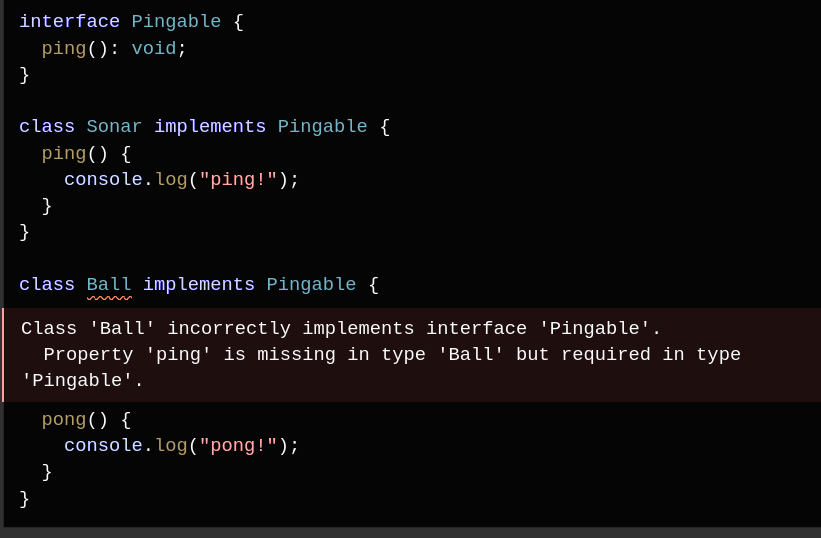 interface Pingable {
  ping(): void;
}

class Sonar implements Pingable {
  ping() {
    console.log("ping!");
  }
}

class Ball implements Pingable {
Class 'Ball' incorrectly implements interface 'Pingable'.
  Property 'ping' is missing in type 'Ball' but required in type
'Pingable'.
  pong() {
    console.log("pong!");
  }
}